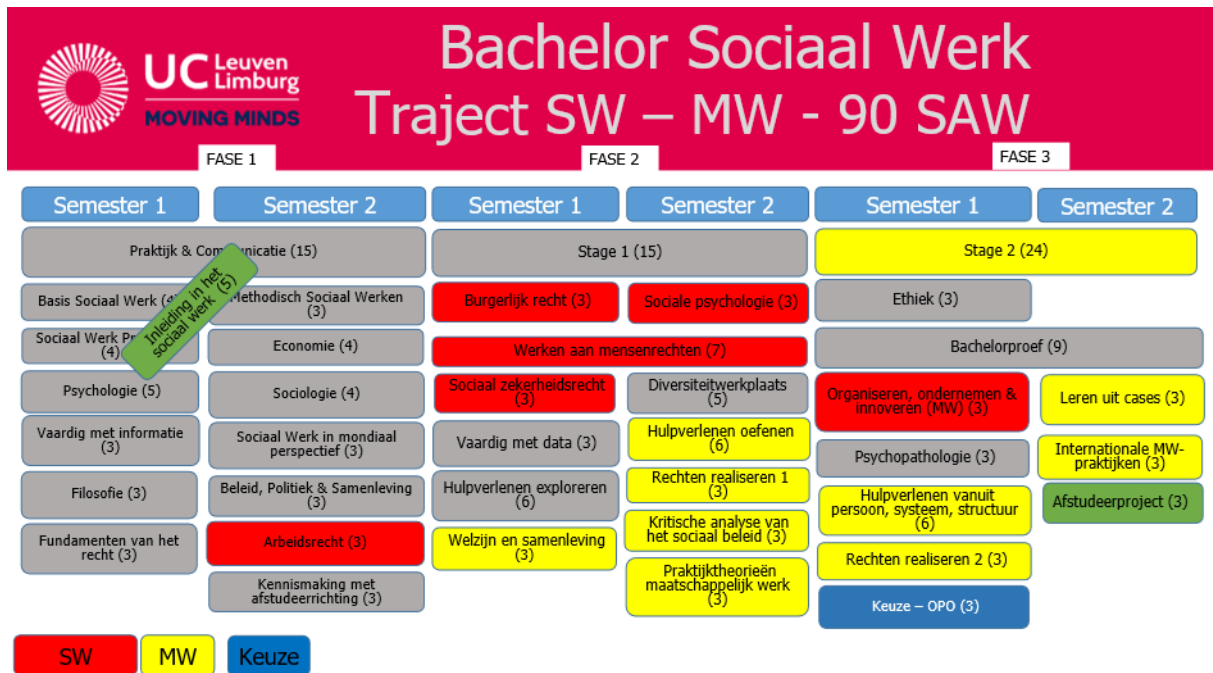 UC Leuven
Limburg
MOVING MINDS
Bachelor Sociaal Werk
Traject SW – MW - 90 SAW
FASE 1
FASE 2
FASE 3
Semester 1
Semester 2
Semester 1
Semester 2
Semester 1
Semester 2
Praktijk & Communicatie (15)
Stage 1 (15)
Stage 2 (24)
Inleiding in het
sociaal werk (5)
Basis Sociaal Werk (4)
Methodisch Sociaal Werken
(3)
Burgerlijk recht (3)
Sociale psychologie (3)
Ethiek (3)
Sociaal Werk
(4)
Economie (4)
Werken aan mensenrechten (7)
Bachelorproef (9)
Psychologie (5)
Sociologie (4)
Sociaal zekerheidsrecht
(3)
Diversiteitwerkplaats
(5)
Organiseren, ondernemen &
innoveren (MW) (3)
Leren uit cases (3)
Vaardig met informatie
(3)
Sociaal Werk in mondiaal
perspectief (3)
Vaardig met data (3)
Hulpverlenen oefenen
(6)
Psychopathologie (3)
Internationale MW-
praktijken (3)
Filosofie (3)
Beleid, Politiek & Samenleving
(3)
Hulpverlenen exploreren
(6)
Rechten realiseren 1
(3)
Hulpverlenen vanuit
persoon, systeem, structuur
(6)
Afstudeerproject (3)
Fundamenten van het
recht (3)
Arbeidsrecht (3)
Welzijn en samenleving
(3)
Kritische analyse van
het sociaal beleid (3)
Rechten realiseren 2 (3)
Kennismaking met
afstudeerrichting (3)
Praktijktheorieën
maatschappelijk werk
(3)
Keuze – OPO (3)
SW
MW
Keuze